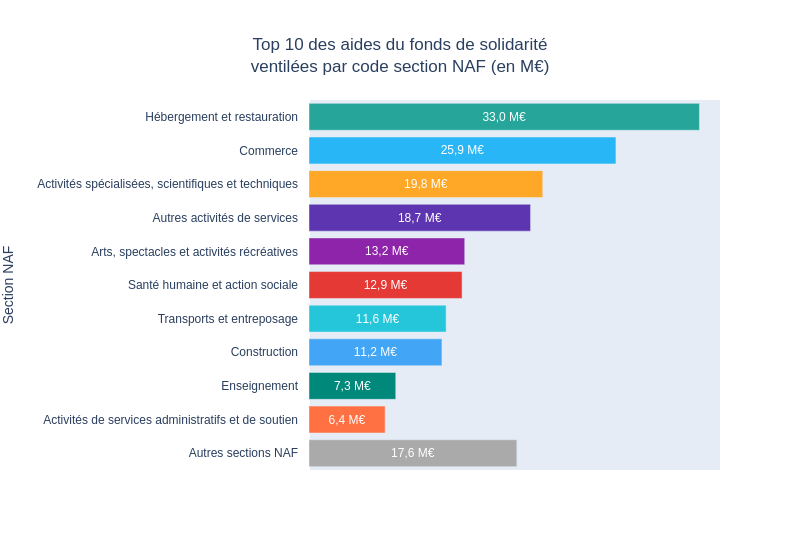 Top 10 des aides du fonds de solidarité
ventilées par code section NAF (en M€)
Section NAF
Hébergement et restauration 33,0 M€
Commerce 25,9 M€
Activités spécialisées, scientifiques et techniques 19,8 M€
Autres activités de services 18,7 M€
Arts, spectacles et activités récréatives 13,2 M€
Santé humaine et action sociale 12,9 M€
Transports et entreposage 11,6 M€
Construction 11,2 M€
Enseignement 7,3 M€
Activités de services administratifs et de soutien 6,4 M€
Autres sections NAF 17,6 M€